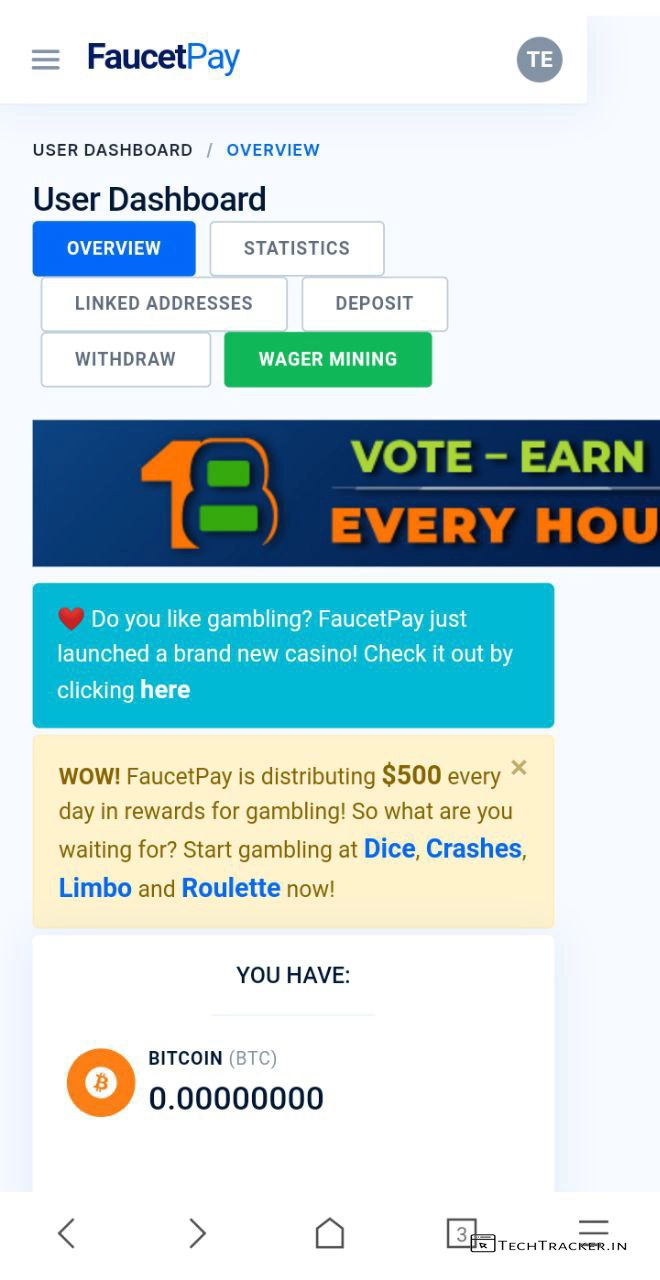 FaucetPay
TE
USER DASHBOARD / OVERVIEW
User Dashboard
OVERVIEW
STATISTICS
LINKED ADDRESSES
DEPOSIT
WITHDRAW
WAGER MINING
VOTE – EARN
EVERY HOU
❤️ Do you like gambling? FaucetPay just
launched a brand new casino! Check it out by
clicking here
WOW! FaucetPay is distributing $500 every
day in rewards for gambling! So what are you
waiting for? Start gambling at Dice, Crashes,
Limbo and Roulette now!
YOU HAVE:
BITCOIN (BTC)
0.00000000
3
TECHTRACKER.IN